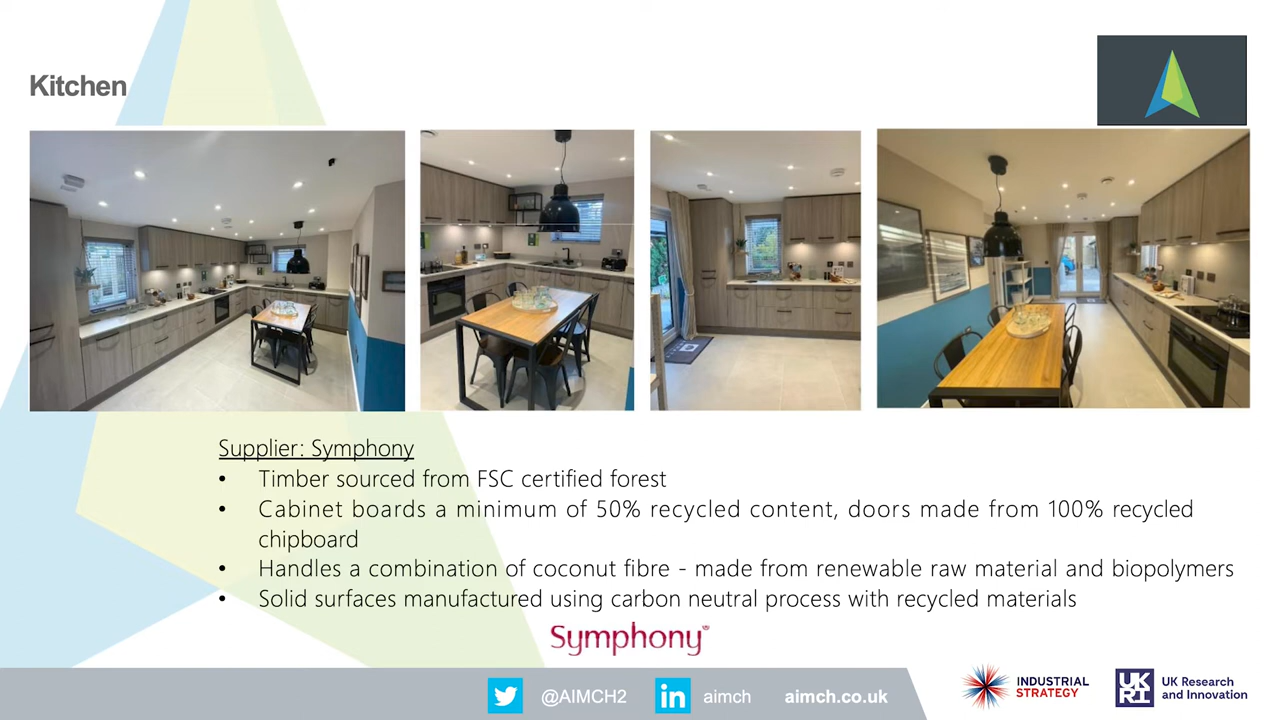 Kitchen
Supplier: Symphony
• Timber sourced from FSC certified forest
• Cabinet boards a minimum of 50% recycled content, doors made from 100% recycled
chipboard
• Handles a combination of coconut fibre - made from renewable raw material and biopolymers
• Solid surfaces manufactured using carbon neutral process with recycled materials
Symphony
@AIMCH2
in
aimch
aimch.co.uk
INDUSTRIAL
STRATEGY
UKRI
UK Research
and Innovation